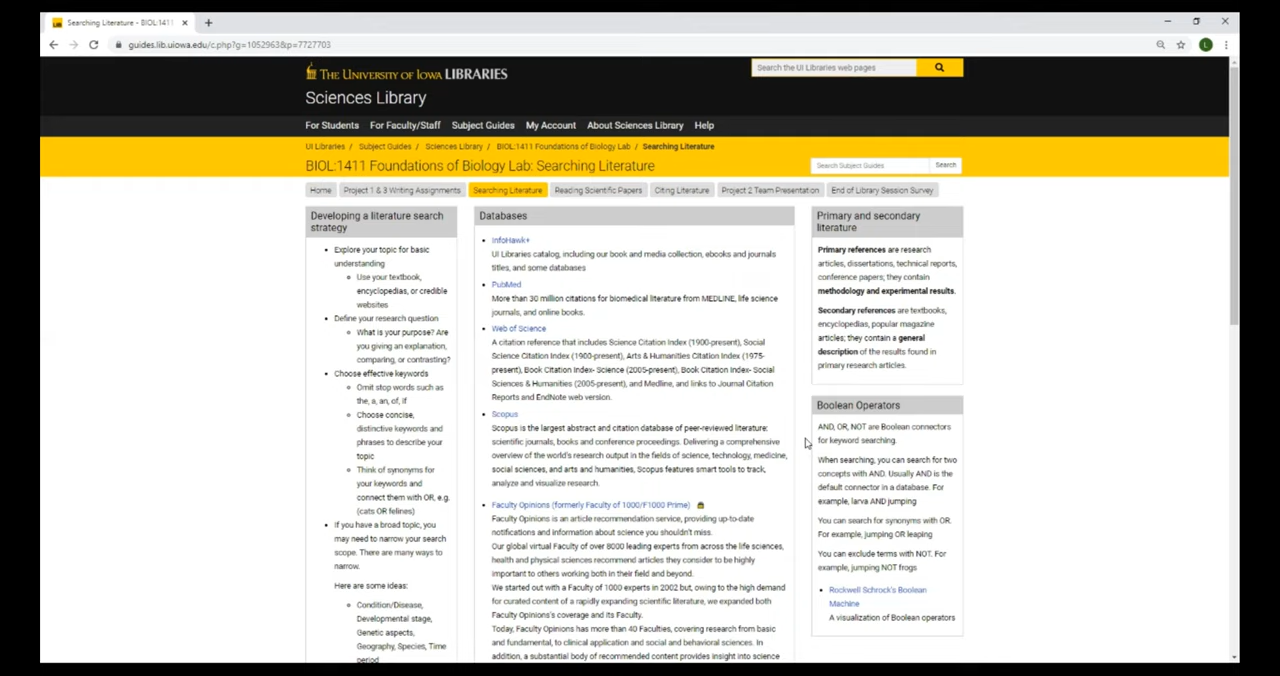 Searching Literature - BIOL:1411
guides.lib.uiowa.edu/c.php?g=1052963&p=7727703
L
THE UNIVERSITY OF IOWA LIBRARIES
Search the UI Libraries web pages
Sciences Library
For Students For Faculty/Staff Subject Guides My Account About Sciences Library Help
UI Libraries / Subject Guides / Sciences Library / BIOL:1411 Foundations of Biology Lab / Searching Literature
BIOL:1411 Foundations of Biology Lab: Searching Literature
Search Subject Guides Search
Home Project 1 & 3 Writing Assignments Searching Literature Reading Scientific Papers Citing Literature Project 2 Team Presentation End of Library Session Survey
Developing a literature search
strategy
Explore your topic for basic
understanding
Use your textbook,
encyclopedias, or credible
websites
Define your research question
What is your purpose? Are
you giving an explanation,
comparing, or contrasting?
Choose effective keywords
Omit stop words such as
the, a, an, of, if
Choose concise,
distinctive keywords and
phrases to describe your
topic
Think of synonyms for
your keywords and
connect them with OR, e.g.
(cats OR felines)
If you have a broad topic, you
may need to narrow your search
scope. There are many ways to
narrow.
Here are some ideas:
Condition/Disease,
Developmental stage,
Genetic aspects,
Geography, Species, Time
period
Databases
InfoHawk+
UI Libraries catalog, including our book and media collection, ebooks and journals
titles, and some databases
PubMed
More than 30 million citations for biomedical literature from MEDLINE, life science
journals, and online books.
Web of Science
A citation reference that includes Science Citation Index (1900-present), Social
Science Citation Index (1900-present), Arts & Humanities Citation Index (1975-
present), Book Citation Index- Science (2005-present), Book Citation Index- Social
Sciences & Humanities (2005-present), and Medline, and links to Journal Citation
Reports and EndNote web version.
Scopus
Scopus is the largest abstract and citation database of peer-reviewed literature:
scientific journals, books and conference proceedings. Delivering a comprehensive
overview of the world's research output in the fields of science, technology, medicine,
social sciences, and arts and humanities, Scopus features smart tools to track,
analyze and visualize research.
Faculty Opinions (formerly Faculty of 1000/F1000 Prime)
Faculty Opinions is an article recommendation service, providing up-to-date
notifications and information about science you shouldn't miss.
Our global virtual Faculty of over 8000 leading experts from across the life sciences,
health and physical sciences recommend articles they consider to be highly
important to others working both in their field and beyond.
We started out with a Faculty of 1000 experts in 2002 but, owing to the high demand
for curated content of a rapidly expanding scientific literature, we expanded both
Faculty Opinions's coverage and its Faculty.
Today, Faculty Opinions has more than 40 Faculties, covering research from basic
and fundamental, to clinical application and social and behavioral sciences. In
addition, a substantial body of recommended content provides insight into science
Primary and secondary
literature
Primary references are research
articles, dissertations, technical reports,
conference papers; they contain
methodology and experimental results.
Secondary references are textbooks,
encyclopedias, popular magazine
articles; they contain a general
description of the results found in
primary research articles.
Boolean Operators
AND, OR, NOT are Boolean connectors
for keyword searching.
When searching, you can search for two
concepts with AND. Usually AND is the
default connector in a database. For
example, larva AND jumping
You can search for synonyms with OR.
For example, jumping OR leaping
You can exclude terms with NOT. For
example, jumping NOT frogs
Rockwell Schrock's Boolean
Machine
A visualization of Boolean operators